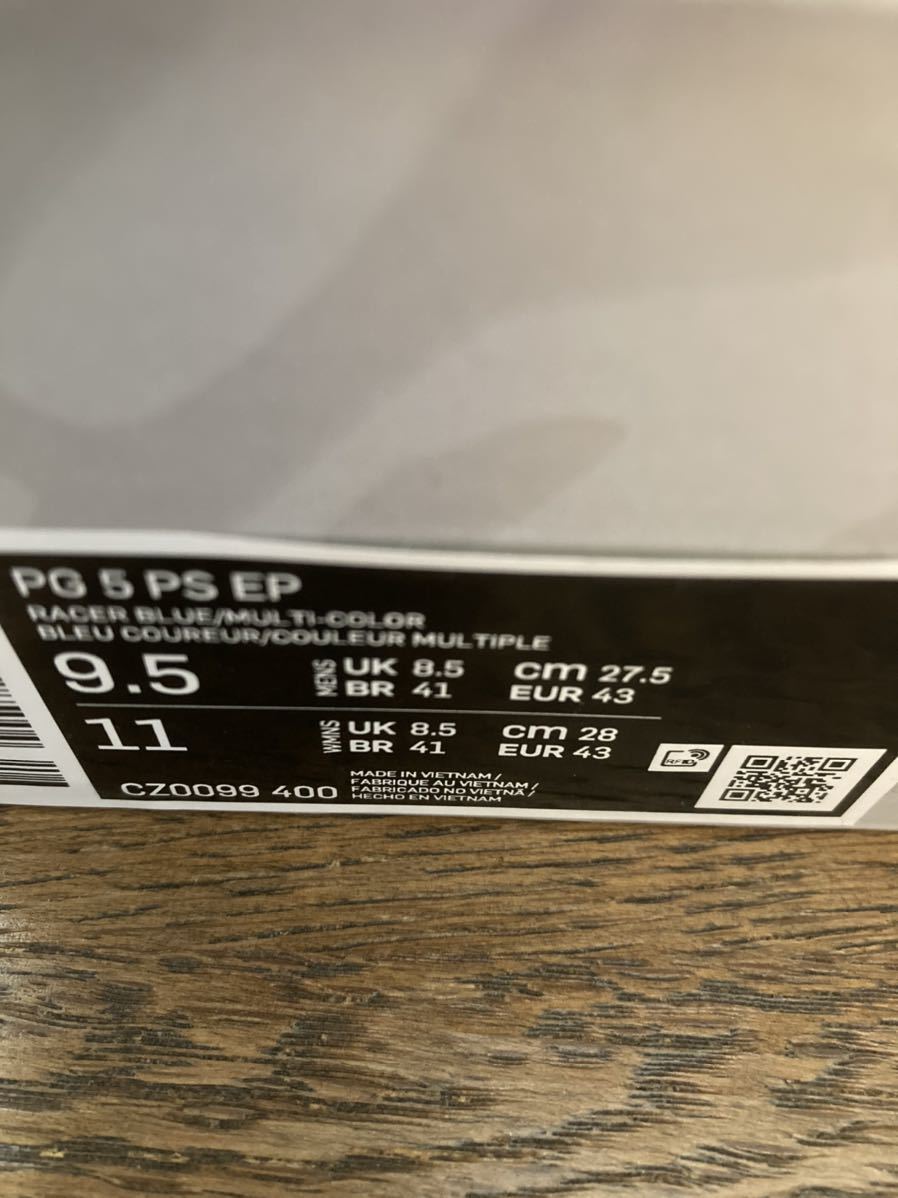 PG 5 PS EP
RACER BLUE/MULTI-COLOR
BLEU COUREUR/COULEUR MULTIPLE
9.5 MENS UK 8.5 cm 27.5
BR 41 EUR 43
11 WMNS UK 8.5 cm 28
BR 41 EUR 43
RFID
CZ0099 400
MADE IN VIETNAM/
FABRIQUE AU VIETNAM/
FABRICADO NO VIETNÃ/
HECHO EN VIETNAM